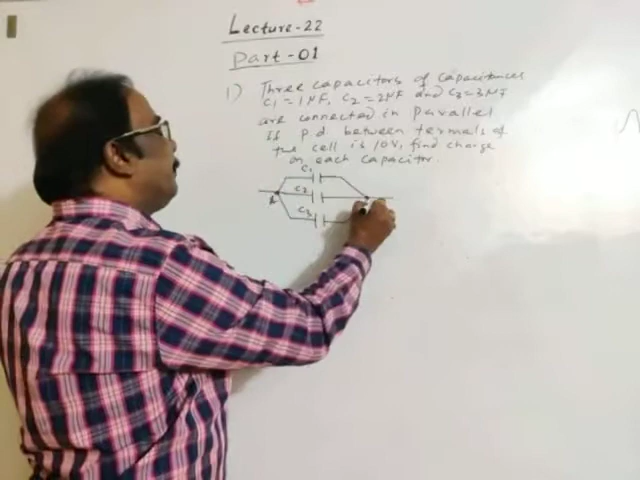 Lecture-22
Part-01
1) Three capacitors of capacitances
C1 = 1μF, C2 = 2μF and C3 = 3μF
are connected in parallel
If p.d. between termals of
the cell is 10V, find charge
on each capacitor.
C1
C2
A
C3